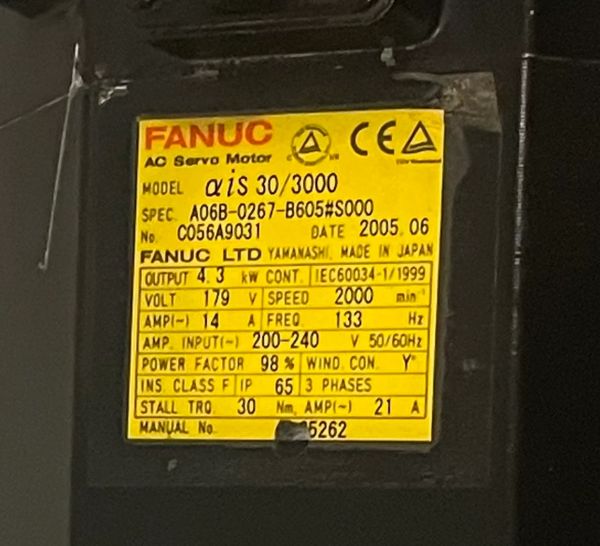 FANUC
AC Servo Motor
CE
MODEL αiS 30/3000
SPEC. A06B-0267-B605#S000
No. C056A9031 DATE 2005.06
FANUC LTD YAMANASHI, MADE IN JAPAN
OUTPUT 4.3 kW CONT. IEC60034-1/1999
VOLT 179 V SPEED 2000 min⁻¹
AMP(~) 14 A FREQ. 133 Hz
AMP. INPUT(~) 200-240 V 50/60Hz
POWER FACTOR 98 % WIND. CON. Y
INS. CLASS F IP 65 3 PHASES
STALL TRQ. 30 Nm, AMP(~) 21 A
MANUAL No. 5262